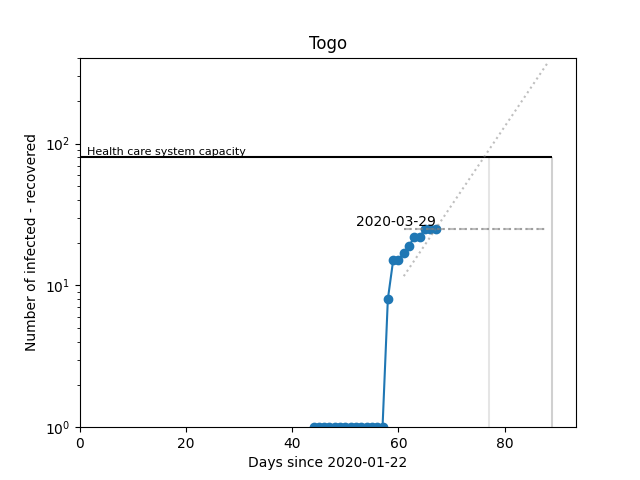 Togo
Number of infected - recovered
10²
10¹
10⁰
Health care system capacity
2020-03-29
0 20 40 60 80
Days since 2020-01-22